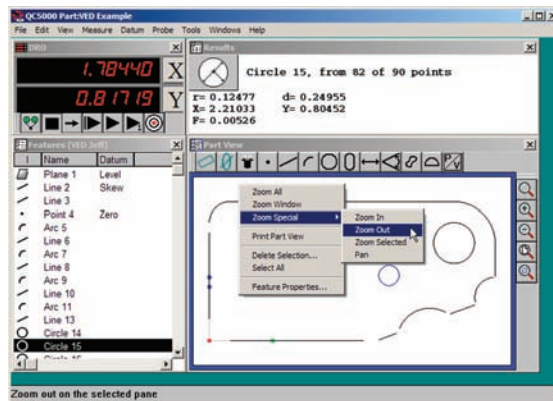 QC5000 Part:VED Example
File Edit View Measure Datum Probe Tools Windows Help
DRO
1.78440 X
0.81719 Y
Results
Circle 15, from 82 of 90 points
r= 0.12477 d= 0.24955
X= 2.21033 Y= 0.80452
F= 0.00526
Features (VED Jeff)
I Name Datum
Plane 1 Level
Line 2 Skew
Line 3
Point 4 Zero
Arc 5
Line 6
Arc 7
Line 8
Arc 9
Line 10
Arc 11
Line 13
Circle 14
Circle 15
Part View
Zoom All
Zoom Window
Zoom Special
Print Part View
Delete Selection...
Select All
Feature Properties...
Zoom In
Zoom Out
Zoom Selected
Pan
Zoom out on the selected pane